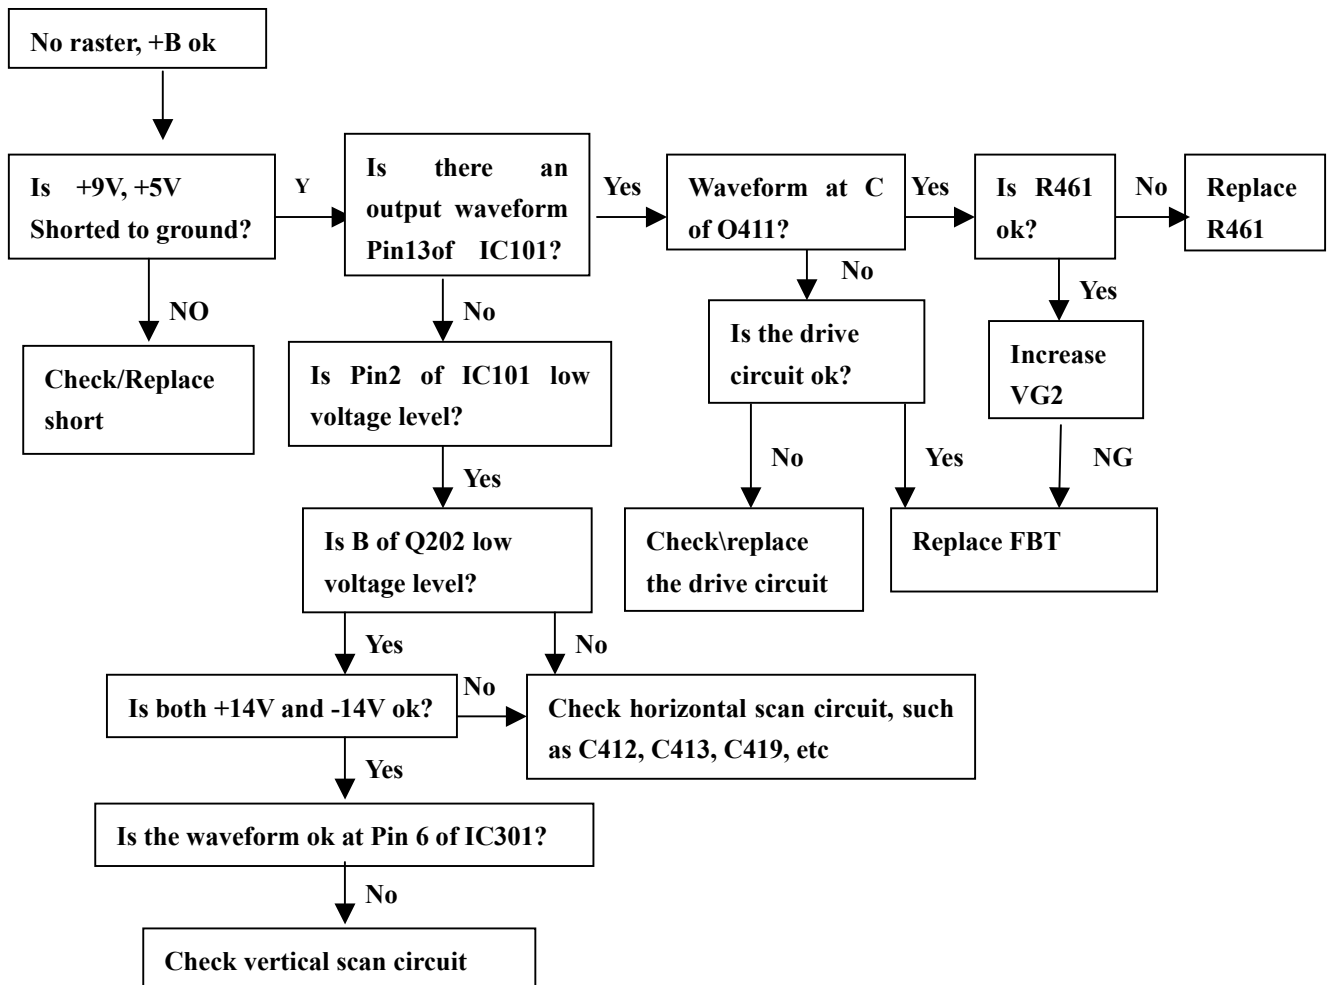 No raster, +B ok
Is +9V, +5V
Shorted to ground?
Y
Is there an
output waveform
Pin13of IC101?
Yes
Waveform at C
of O411?
Yes
Is R461
ok?
No
Replace
R461
NO
Check/Replace
short
No
Is Pin2 of IC101 low
voltage level?
No
Is the drive
circuit ok?
Yes
Increase
VG2
Yes
No
Yes
NG
Is B of Q202 low
voltage level?
Check\replace
the drive circuit
Replace FBT
Yes
No
Is both +14V and -14V ok?
No
Check horizontal scan circuit, such
as C412, C413, C419, etc
Yes
Is the waveform ok at Pin 6 of IC301?
No
Check vertical scan circuit